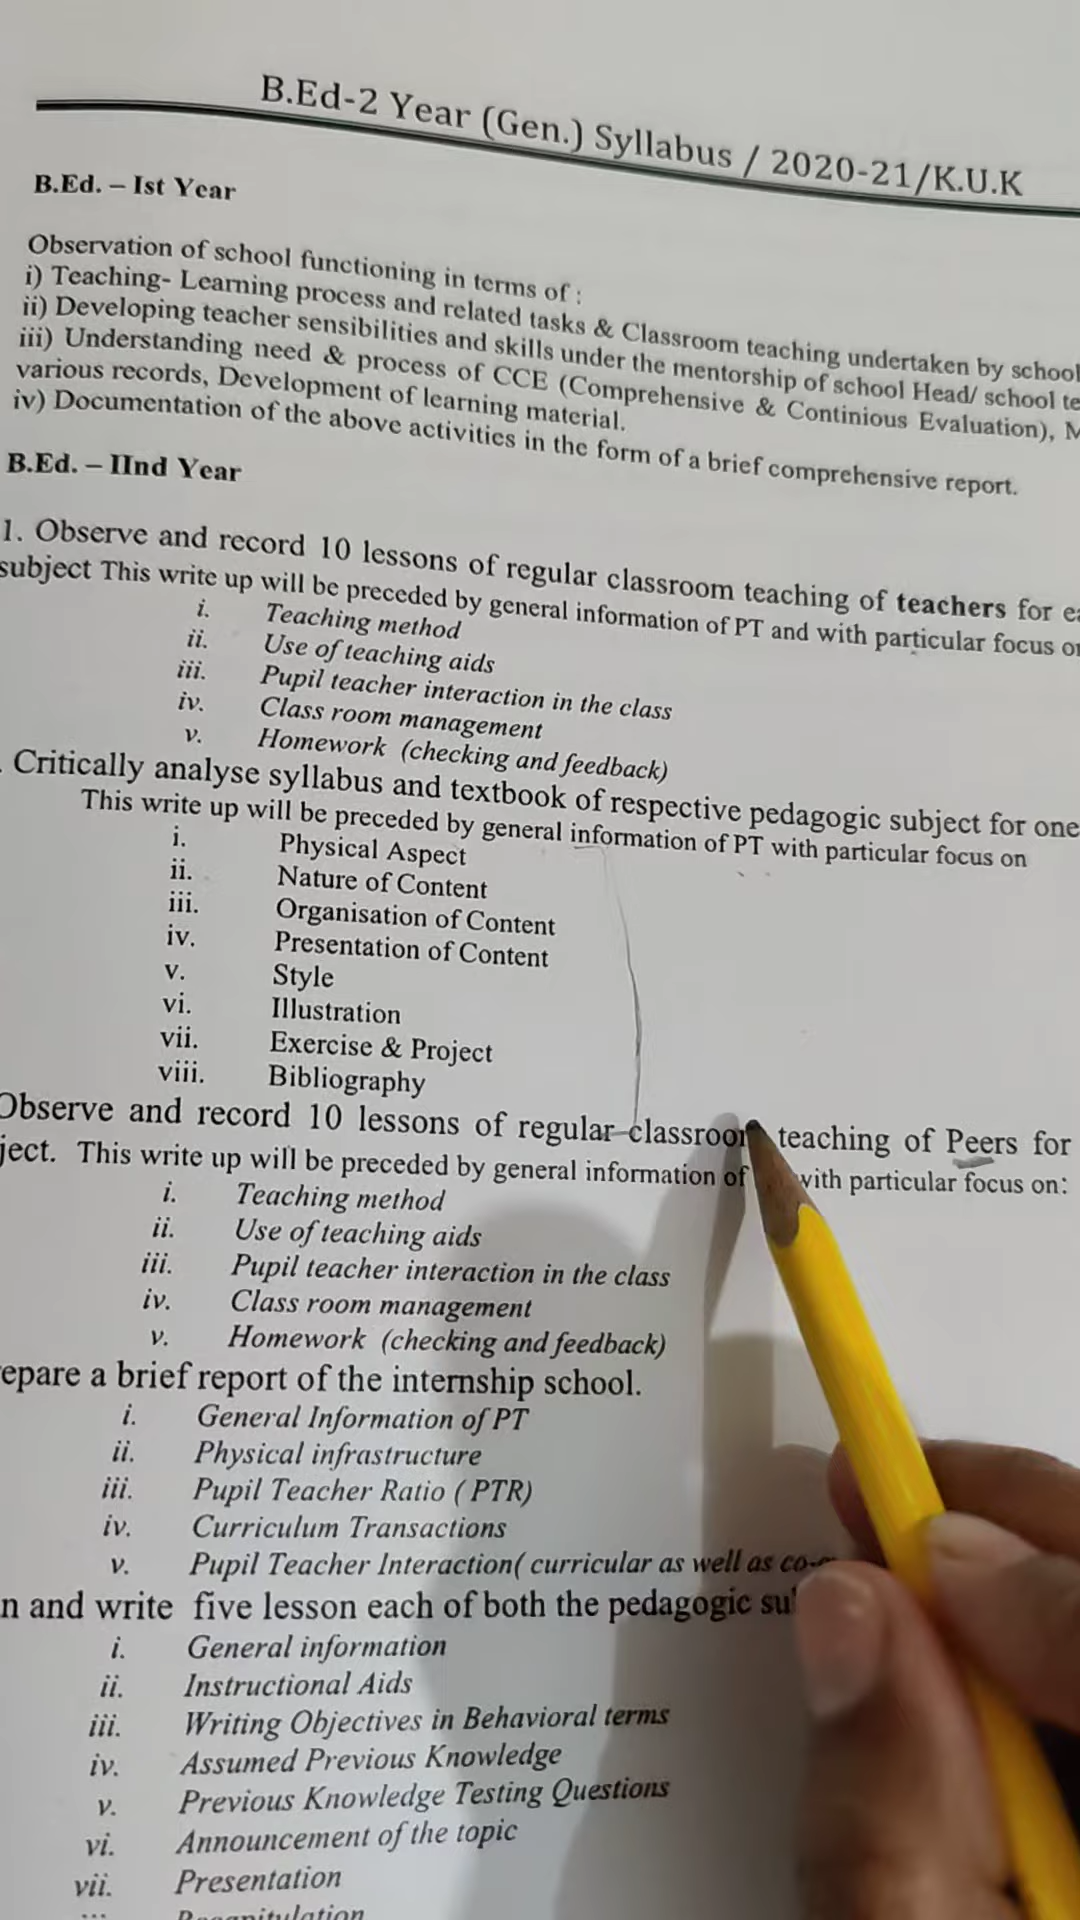 B.Ed-2 Year (Gen.) Syllabus / 2020-21/K.U.K
B.Ed. – Ist Year
Observation of school functioning in terms of :
i) Teaching- Learning process and related tasks & Classroom teaching undertaken by school
ii) Developing teacher sensibilities and skills under the mentorship of school Head/ school te
iii) Understanding need & process of CCE (Comprehensive & Continious Evaluation), M
various records, Development of learning material.
iv) Documentation of the above activities in the form of a brief comprehensive report.
B.Ed. – IInd Year
1. Observe and record 10 lessons of regular classroom teaching of teachers for ea
subject This write up will be preceded by general information of PT and with particular focus on
i. Teaching method
ii. Use of teaching aids
iii. Pupil teacher interaction in the class
iv. Class room management
v. Homework (checking and feedback)
. Critically analyse syllabus and textbook of respective pedagogic subject for one
This write up will be preceded by general information of PT with particular focus on
i. Physical Aspect
ii. Nature of Content
iii. Organisation of Content
iv. Presentation of Content
v. Style
vi. Illustration
vii. Exercise & Project
viii. Bibliography
Observe and record 10 lessons of regular classroom teaching of Peers for
ject. This write up will be preceded by general information of with particular focus on:
i. Teaching method
ii. Use of teaching aids
iii. Pupil teacher interaction in the class
iv. Class room management
v. Homework (checking and feedback)
epare a brief report of the internship school.
i. General Information of PT
ii. Physical infrastructure
iii. Pupil Teacher Ratio ( PTR)
iv. Curriculum Transactions
v. Pupil Teacher Interaction( curricular as well as co-
n and write five lesson each of both the pedagogic su
i. General information
ii. Instructional Aids
iii. Writing Objectives in Behavioral terms
iv. Assumed Previous Knowledge
v. Previous Knowledge Testing Questions
vi. Announcement of the topic
vii. Presentation
Recapitulation